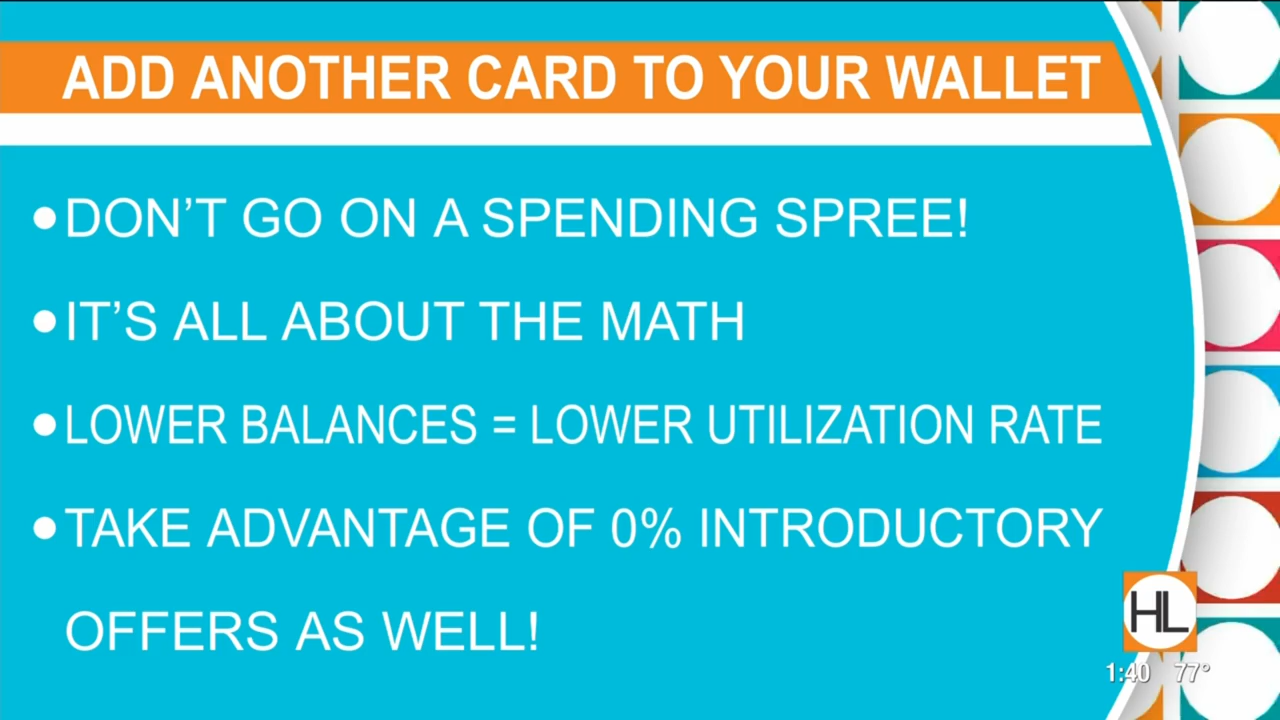 ADD ANOTHER CARD TO YOUR WALLET
•DON'T GO ON A SPENDING SPREE!
•IT'S ALL ABOUT THE MATH
•LOWER BALANCES = LOWER UTILIZATION RATE
•TAKE ADVANTAGE OF 0% INTRODUCTORY
OFFERS AS WELL!
HL
1:40 77°